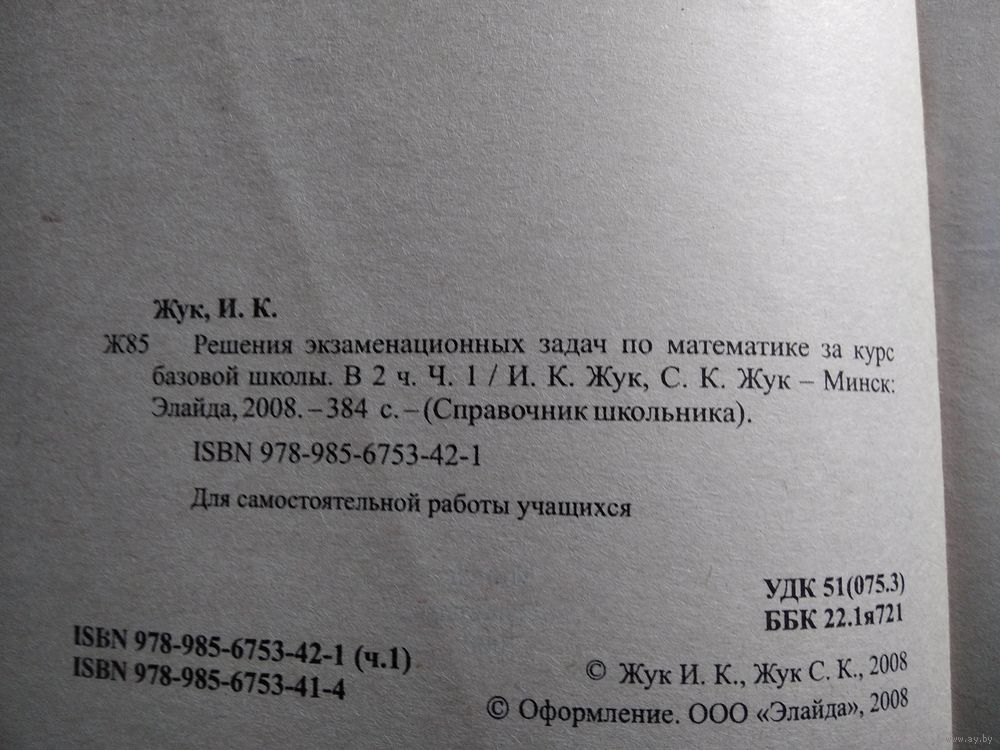 Жук, И. К.
Ж85 Решения экзаменационных задач по математике за курс
базовой школы. В 2 ч. Ч. 1 / И. К. Жук, С. К. Жук – Минск:
Элайда, 2008. – 384 с. – (Справочник школьника).
ISBN 978-985-6753-42-1
Для самостоятельной работы учащихся
УДК 51(075.3)
ББК 22.1я721
ISBN 978-985-6753-42-1 (ч.1)
ISBN 978-985-6753-41-4
© Жук И. К., Жук С. К., 2008
© Оформление. ООО «Элайда», 2008
www.ay.by